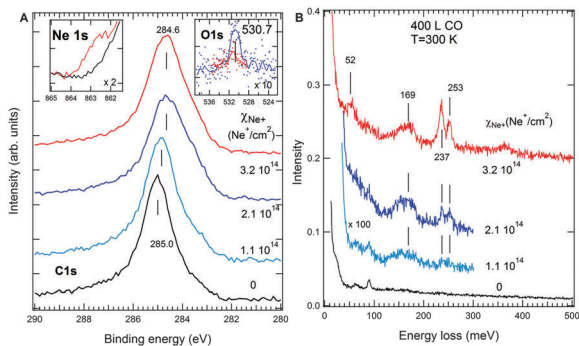 A
Ne 1s
x 2
865 864 863 862
284.6
O1s
530.7
x 10
536 532 528 524
χNe+
(Ne+/cm2)
3.2 10^14
2.1 10^14
1.1 10^14
0
285.0
C1s
Intensity (arb. units)
290 288 286 284 282 280
Binding energy (eV)
B
400 L CO
T=300 K
52
169
253
237
χNe+(Ne+/cm2)
3.2 10^14
2.1 10^14
x 100
1.1 10^14
0
Intensity
0.4
0.3
0.2
0.1
0.0
0 100 200 300 400 500
Energy loss (meV)